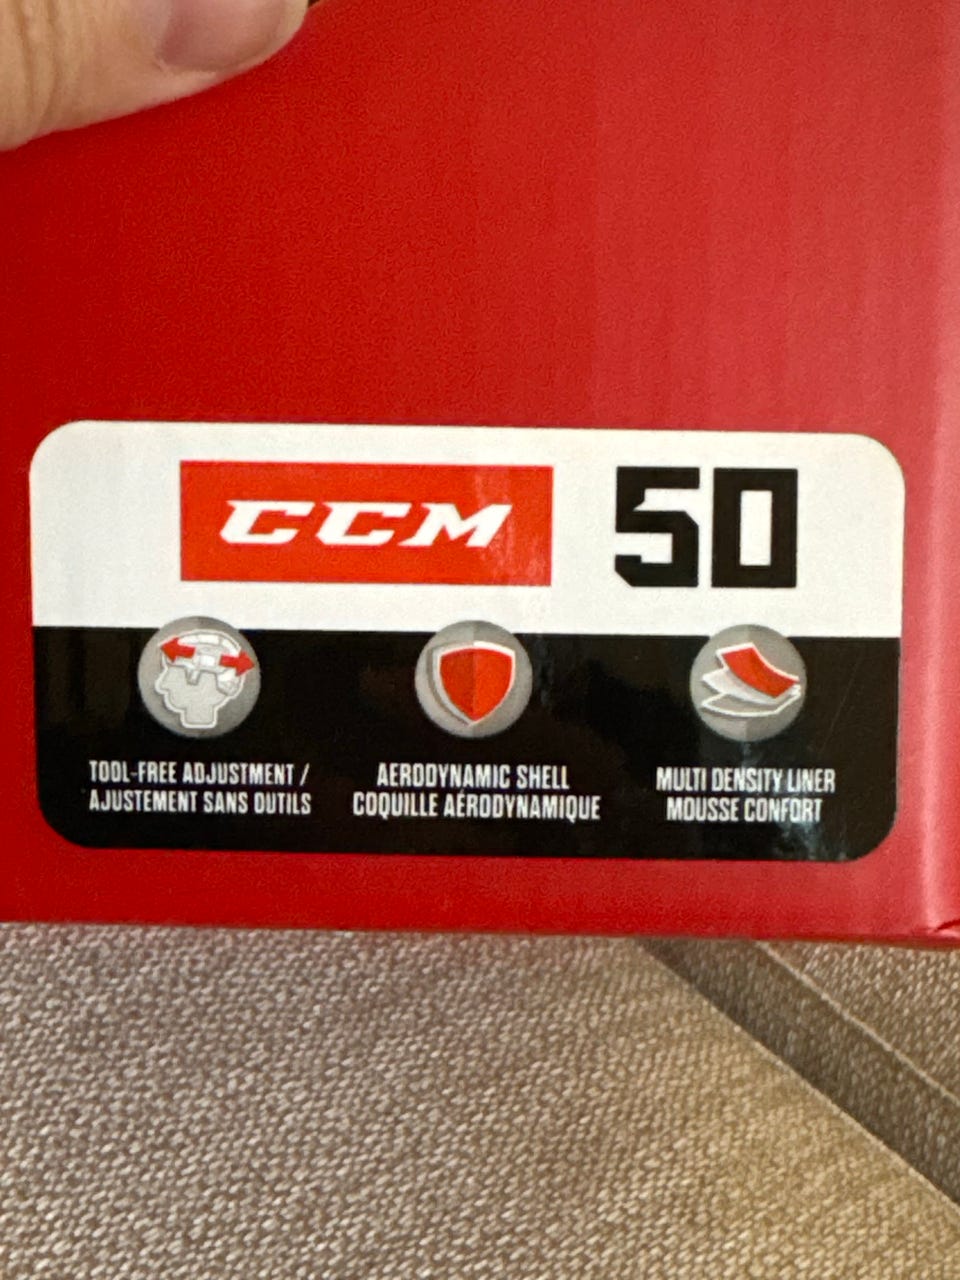 CCM 50
TOOL-FREE ADJUSTMENT /
AJUSTEMENT SANS OUTILS
AERODYNAMIC SHELL
COQUILLE AÉRODYNAMIQUE
MULTI DENSITY LINER
MOUSSE CONFORT